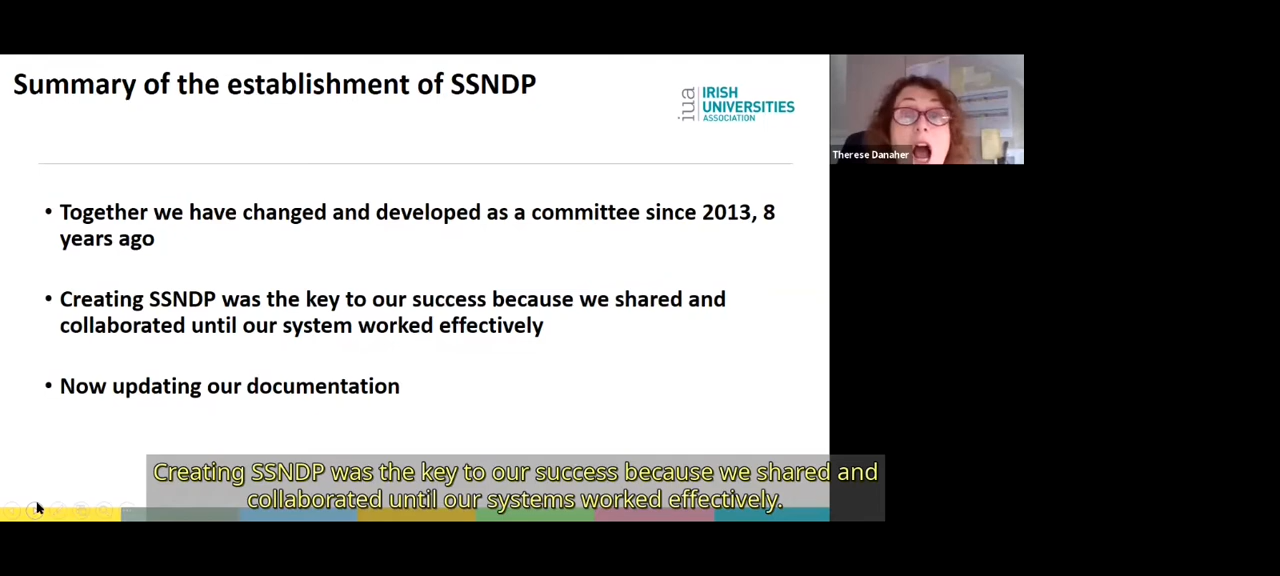 Summary of the establishment of SSNDP
iua
IRISH
UNIVERSITIES
ASSOCIATION
Therese Danaher
• Together we have changed and developed as a committee since 2013, 8
years ago
• Creating SSNDP was the key to our success because we shared and
collaborated until our system worked effectively
• Now updating our documentation
Creating SSNDP was the key to our success because we shared and
collaborated until our systems worked effectively.